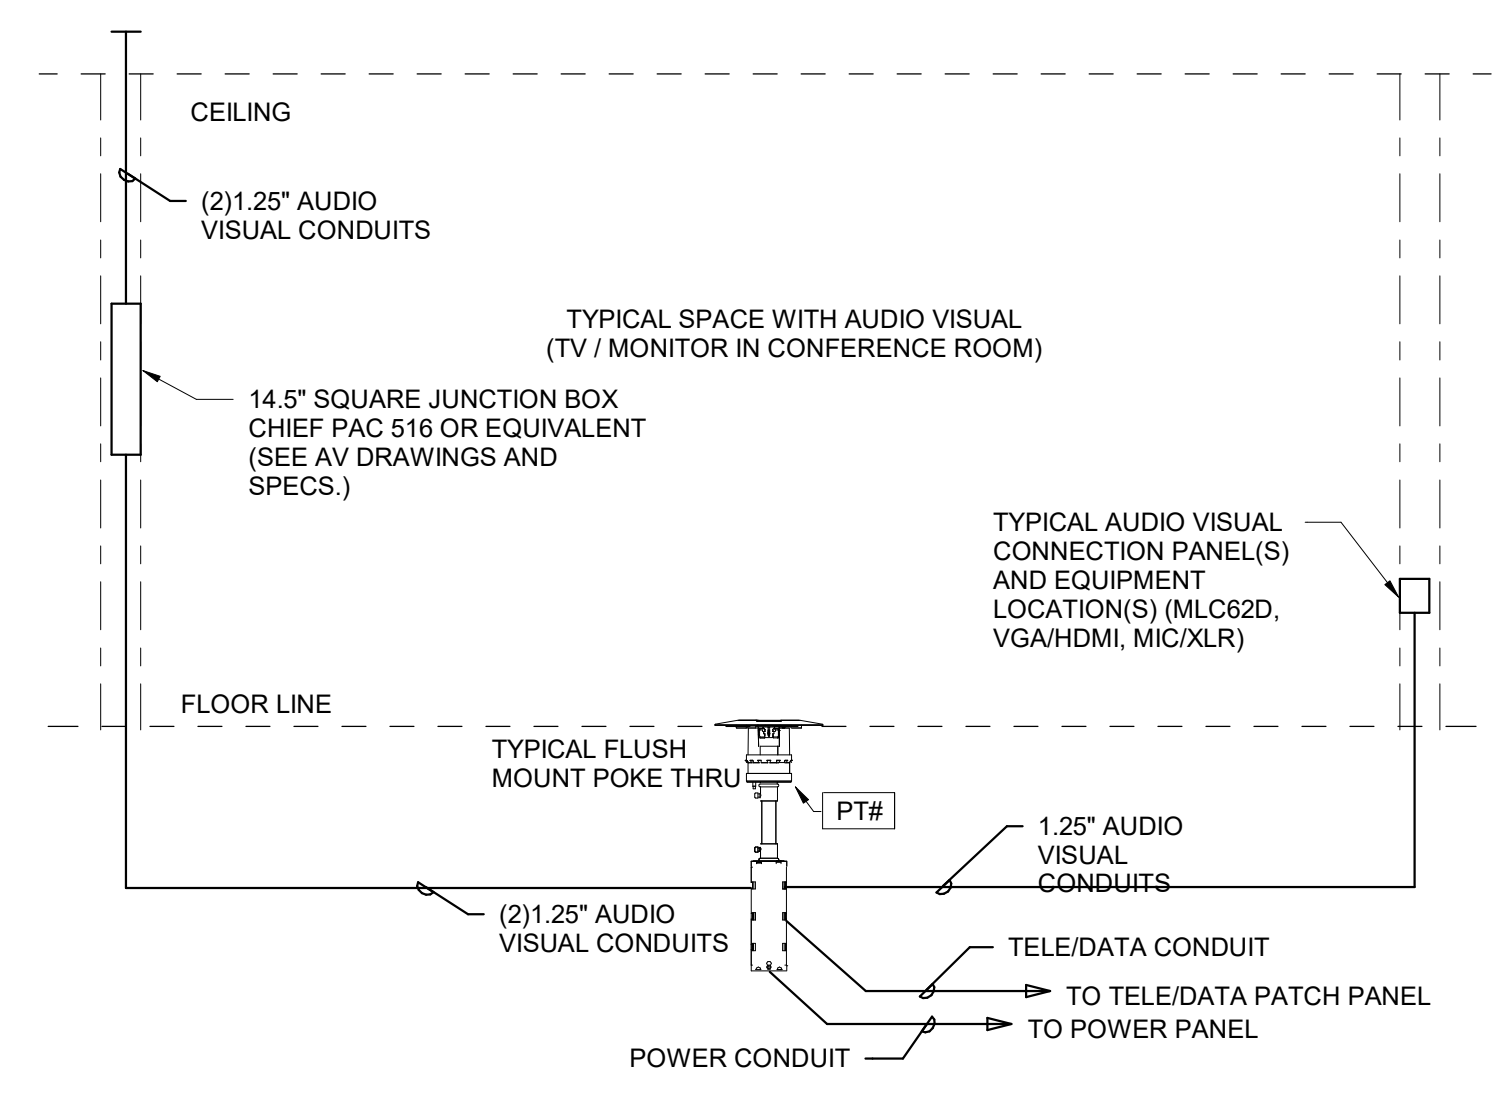 CEILING
(2)1.25" AUDIO
VISUAL CONDUITS
TYPICAL SPACE WITH AUDIO VISUAL
(TV / MONITOR IN CONFERENCE ROOM)
14.5" SQUARE JUNCTION BOX
CHIEF PAC 516 OR EQUIVALENT
(SEE AV DRAWINGS AND
SPECS.)
TYPICAL AUDIO VISUAL
CONNECTION PANEL(S)
AND EQUIPMENT
LOCATION(S) (MLC62D,
VGA/HDMI, MIC/XLR)
FLOOR LINE
TYPICAL FLUSH
MOUNT POKE THRU
PT#
1.25" AUDIO
VISUAL
CONDUITS
(2)1.25" AUDIO
VISUAL CONDUITS
TELE/DATA CONDUIT
TO TELE/DATA PATCH PANEL
TO POWER PANEL
POWER CONDUIT